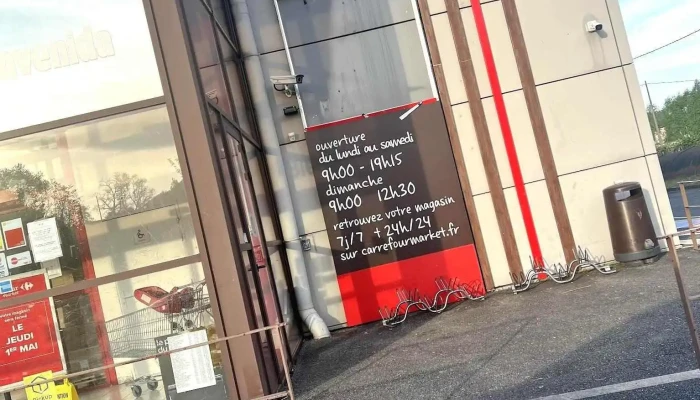 ouverture
du lundi au samedi
9h00 - 19h15
dimanche
9h00 12h30
retrouvez votre magasin
7j/7 + 24h/24
sur carrefourmarket.fr
LE
JEUDI
1ER MAI